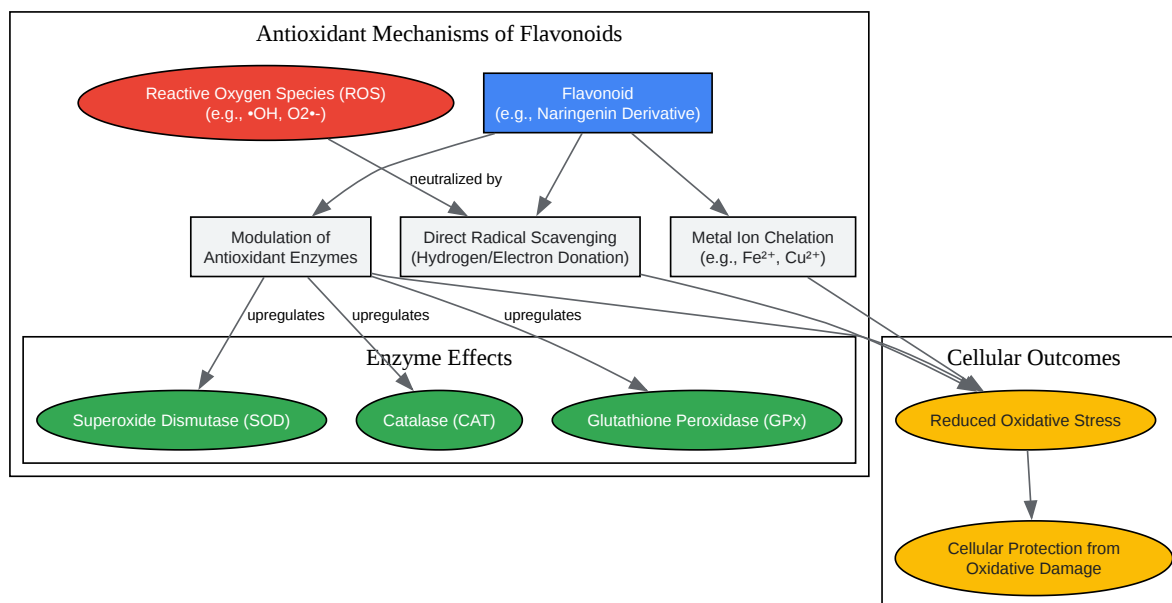 Antioxidant Mechanisms of Flavonoids
Reactive Oxygen Species (ROS)
(e.g., •OH, O2•-)
Flavonoid
(e.g., Naringenin Derivative)
neutralized by
Modulation of
Antioxidant Enzymes
Direct Radical Scavenging
(Hydrogen/Electron Donation)
Metal Ion Chelation
(e.g., Fe²⁺, Cu²⁺)
upregulates
upregulates
upregulates
Enzyme Effects
Cellular Outcomes
Superoxide Dismutase (SOD)
Catalase (CAT)
Glutathione Peroxidase (GPx)
Reduced Oxidative Stress
Cellular Protection from
Oxidative Damage